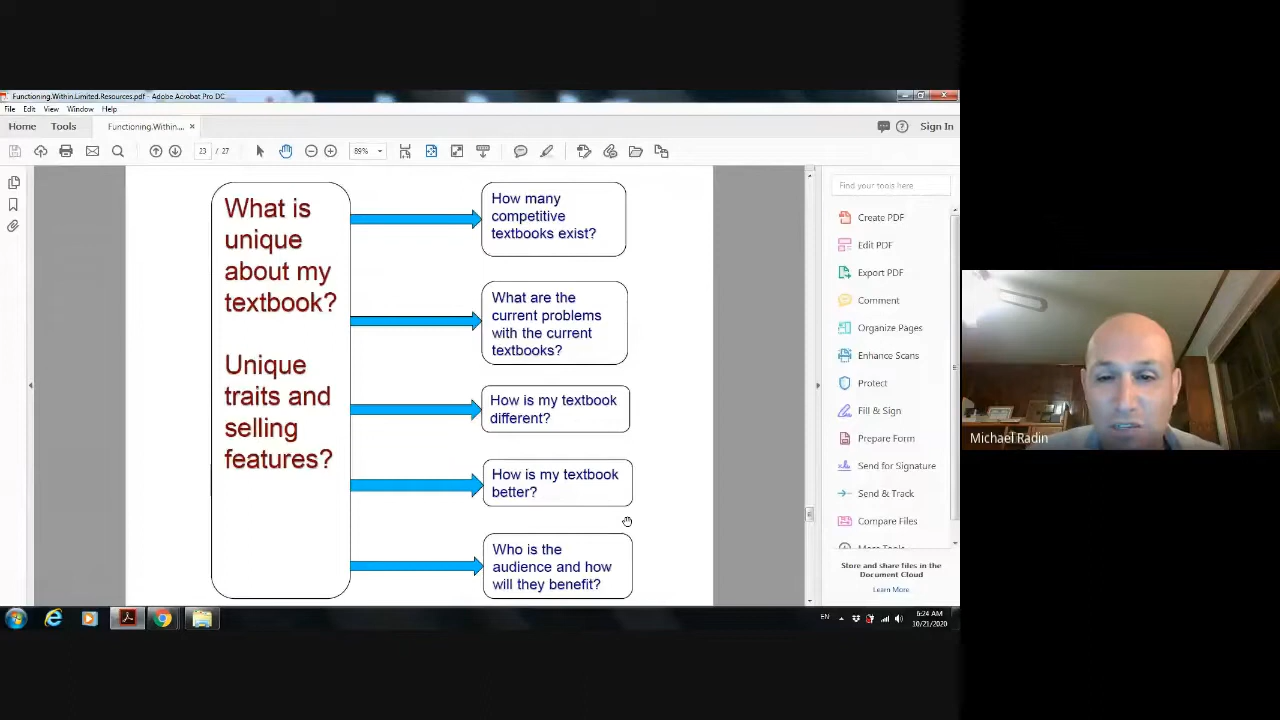 Functioning.Within.Limited.Resources.pdf - Adobe Acrobat Pro DC
File Edit View Window Help
Home Tools Functioning.Within.... × Sign In
23 / 27 89%
What is
unique
about my
textbook?
Unique
traits and
selling
features?
How many
competitive
textbooks exist?
What are the
current problems
with the current
textbooks?
How is my textbook
different?
How is my textbook
better?
Who is the
audience and how
will they benefit?
Find your tools here
Create PDF
Edit PDF
Export PDF
Comment
Organize Pages
Enhance Scans
Protect
Fill & Sign
Prepare Form
Send for Signature
Send & Track
Compare Files
More Tools
Store and share files in the
Document Cloud
Learn More
Michael Radin
EN
6:24 AM
10/21/2020